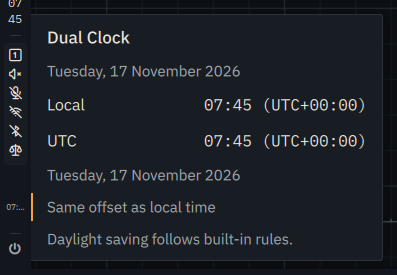 07
45
1
Dual Clock
Tuesday, 17 November 2026
Local 07:45 (UTC+00:00)
UTC 07:45 (UTC+00:00)
Tuesday, 17 November 2026
07:...
Same offset as local time
Daylight saving follows built-in rules.